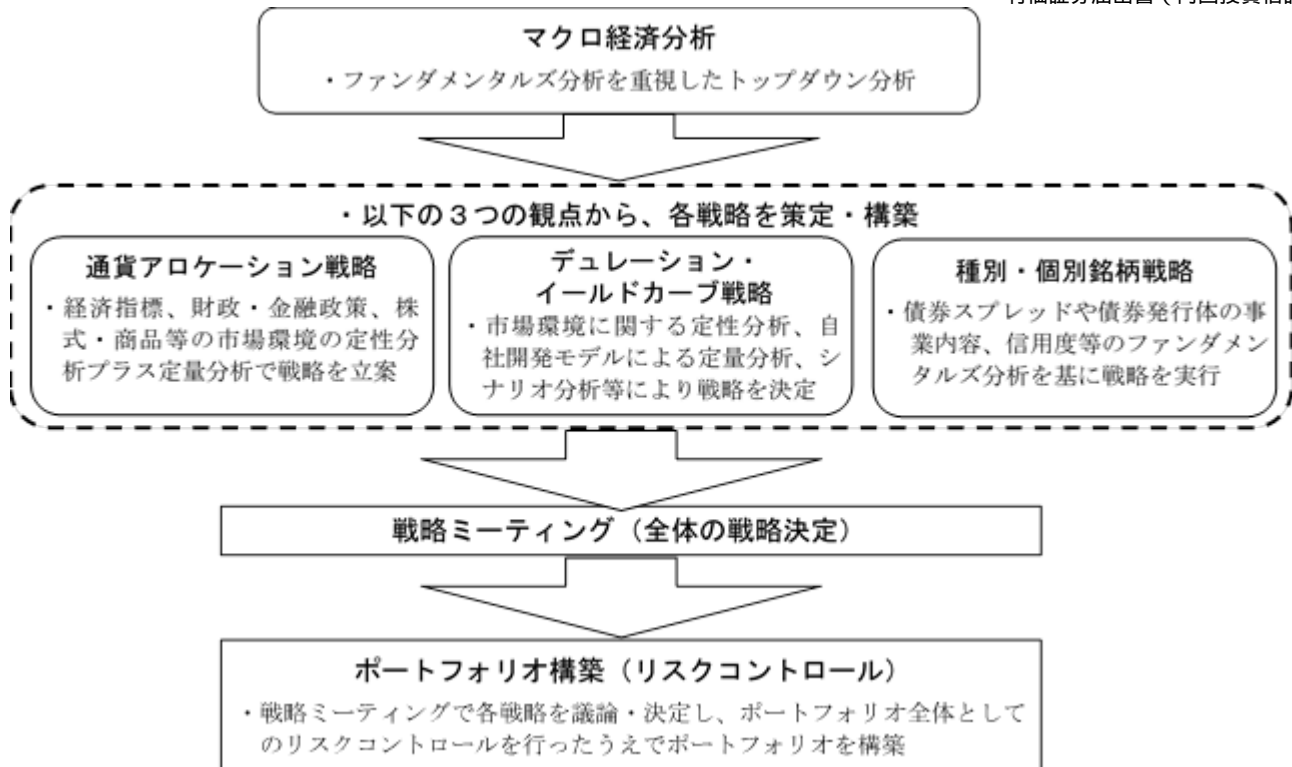 マクロ経済分析
・ファンダメンタルズ分析を重視したトップダウン分析
・以下の３つの観点から、各戦略を策定・構築
通貨アロケーション戦略
・経済指標、財政・金融政策、株
式・商品等の市場環境の定性分
析プラス定量分析で戦略を立案
デュレーション・
イールドカーブ戦略
・市場環境に関する定性分析、自
社開発モデルによる定量分析、シ
ナリオ分析等により戦略を決定
種別・個別銘柄戦略
・債券スプレッドや債券発行体の事
業内容、信用度等のファンダメン
タルズ分析を基に戦略を実行
戦略ミーティング（全体の戦略決定）
ポートフォリオ構築（リスクコントロール）
・戦略ミーティングで各戦略を議論・決定し、ポートフォリオ全体として
のリスクコントロールを行ったうえでポートフォリオを構築